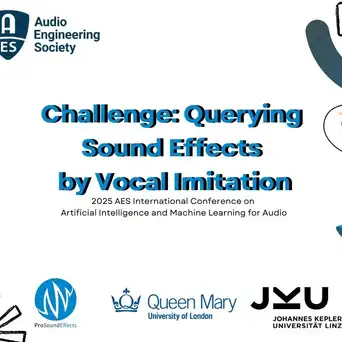 A
AES
Audio
Engineering
Society
Challenge: Querying
Sound Effects
by Vocal Imitation
2025 AES International Conference on
Artificial Intelligence and Machine Learning for Audio
ProSoundEffects
Queen Mary
University of London
JKU
JOHANNES KEPLER
UNIVERSITÄT LINZ